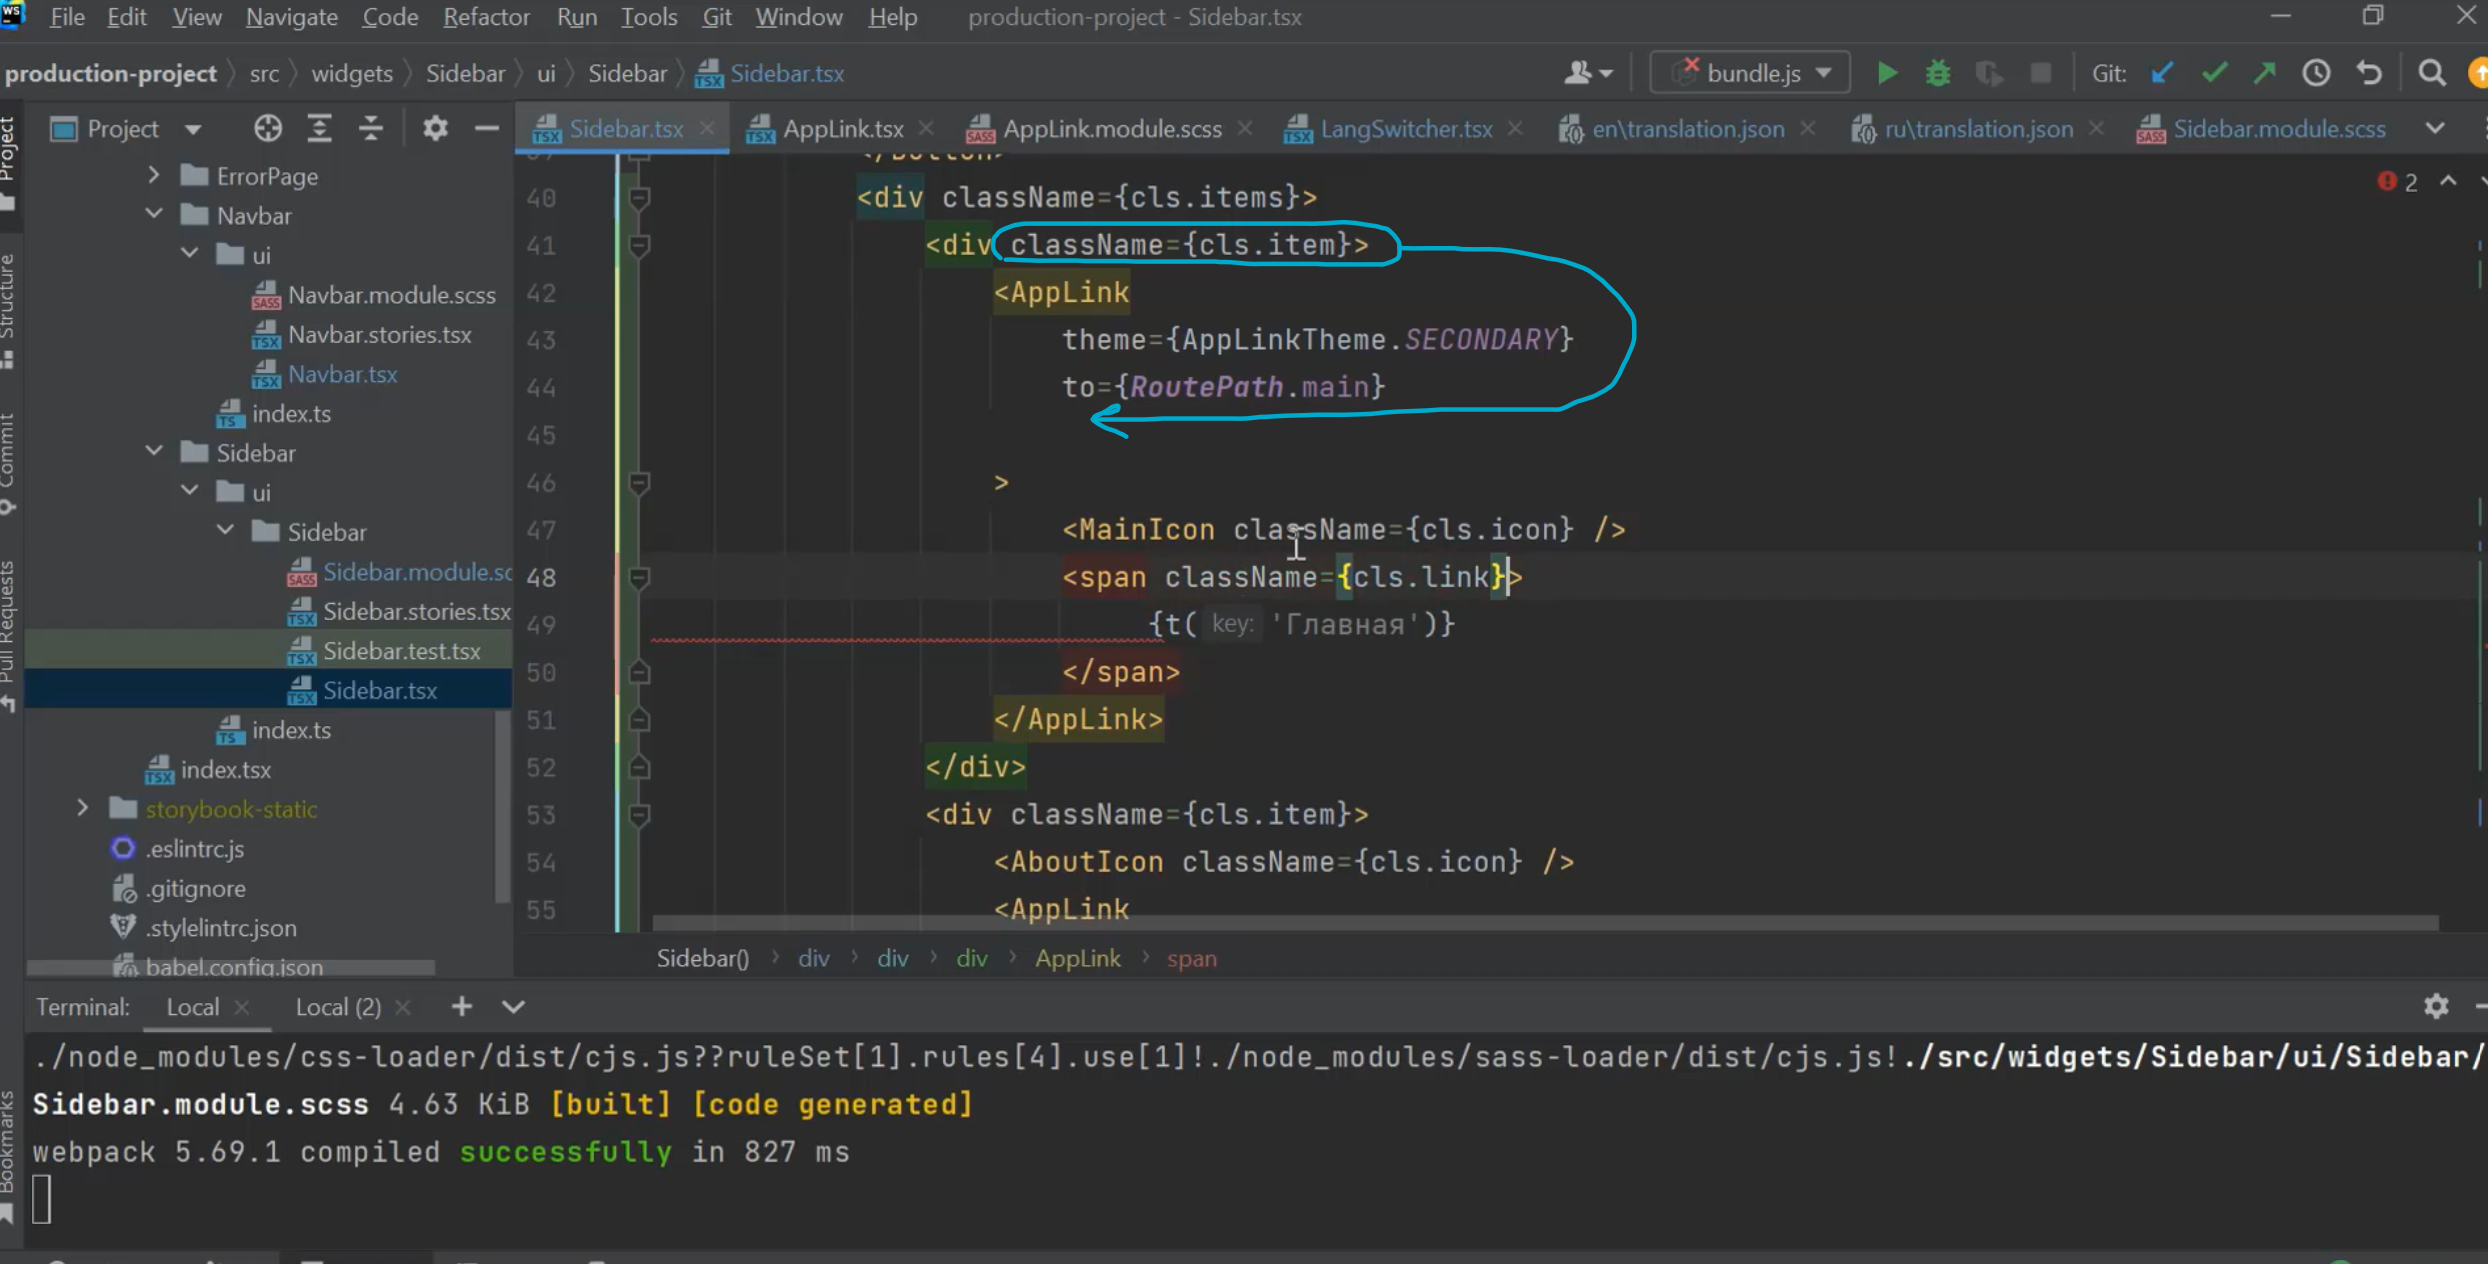 WS File Edit View Navigate Code Refactor Run Tools Git Window Help production-project - Sidebar.tsx
production-project src widgets Sidebar ui Sidebar Sidebar.tsx bundle.js Git:
Project
Sidebar.tsx AppLink.tsx AppLink.module.scss LangSwitcher.tsx en\translation.json ru\translation.json Sidebar.module.scss
Project
Structure
Commit
Pull Requests
Bookmarks
ErrorPage
Navbar
ui
Navbar.module.scss
Navbar.stories.tsx
Navbar.tsx
index.ts
Sidebar
ui
Sidebar
Sidebar.module.sc
Sidebar.stories.tsx
Sidebar.test.tsx
Sidebar.tsx
index.ts
index.tsx
storybook-static
.eslintrc.js
.gitignore
.stylelintrc.json
babel.config.json
2
39 </Button>
40 <div className={cls.items}>
41 <div className={cls.item}>
42 <AppLink
43 theme={AppLinkTheme.SECONDARY}
44 to={RoutePath.main}
45
46 >
47 <MainIcon className={cls.icon} />
48 <span className={cls.link}>
49 {t( key: 'Главная')}
50 </span>
51 </AppLink>
52 </div>
53 <div className={cls.item}>
54 <AboutIcon className={cls.icon} />
55 <AppLink
Sidebar() div div div AppLink span
Terminal: Local Local (2)
./node_modules/css-loader/dist/cjs.js??ruleSet[1].rules[4].use[1]!./node_modules/sass-loader/dist/cjs.js!./src/widgets/Sidebar/ui/Sidebar/
Sidebar.module.scss 4.63 KiB [built] [code generated]
webpack 5.69.1 compiled successfully in 827 ms